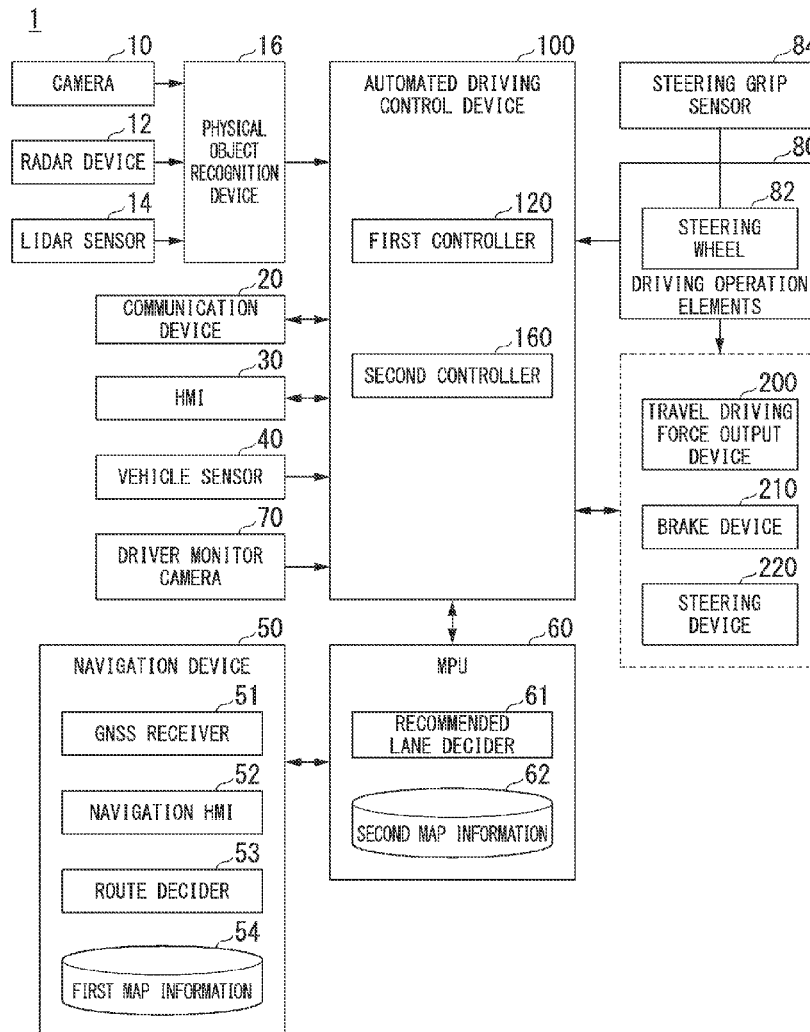 1
10
CAMERA
12
RADAR DEVICE
14
LIDAR SENSOR
16
PHYSICAL
OBJECT
RECOGNITION
DEVICE
20
COMMUNICATION
DEVICE
30
HMI
40
VEHICLE SENSOR
70
DRIVER MONITOR
CAMERA
100
AUTOMATED DRIVING
CONTROL DEVICE
120
FIRST CONTROLLER
160
SECOND CONTROLLER
84
STEERING GRIP
SENSOR
80
82
STEERING
WHEEL
DRIVING OPERATION
ELEMENTS
200
TRAVEL DRIVING
FORCE OUTPUT
DEVICE
210
BRAKE DEVICE
220
STEERING
DEVICE
50
NAVIGATION DEVICE
51
GNSS RECEIVER
52
NAVIGATION HMI
53
ROUTE DECIDER
54
FIRST MAP INFORMATION
60
MPU
61
RECOMMENDED
LANE DECIDER
62
SECOND MAP INFORMATION